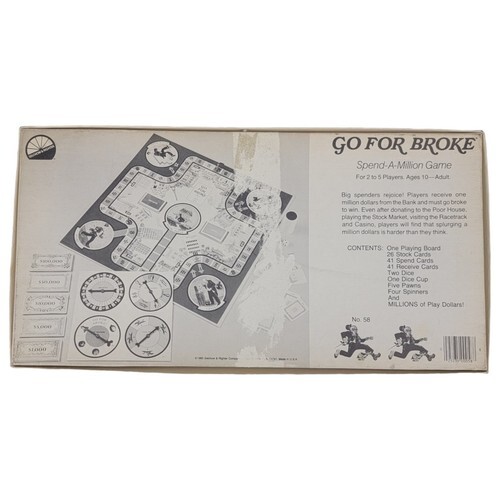 GO FOR BROKE
Spend-A-Million Game
For 2 to 5 Players. Ages 10—Adult
Big spenders rejoice! Players receive one
million dollars from the Bank and must go broke
to win. Even after donating to the Poor House,
playing the Stock Market, visiting the Racetrack
and Casino, players will find that splurging a
million dollars is harder than they think.
CONTENTS: One Playing Board
26 Stock Cards
41 Spend Cards
41 Receive Cards
Two Dice
One Dice Cup
Five Pawns
Four Spinners
And
MILLIONS of Play Dollars!
No. 56